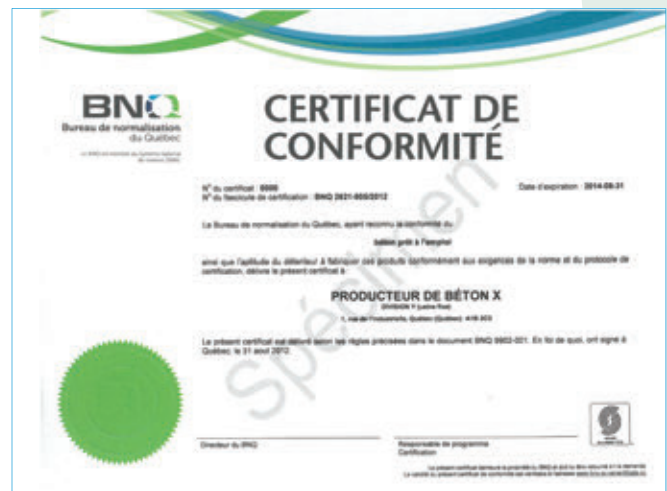 BNQ
Bureau de normalisation
du Québec
CERTIFICAT DE
CONFORMITÉ
N° du certificat : 0000
N° du fascicule de certification : BNQ 2621-905/2012
Date d'expiration : 2014-08-31
Le Bureau de normalisation du Québec, ayant reconnu la conformité du
béton prêt à l'emploi
ainsi que l'aptitude du détenteur à fabriquer ces produits conformément aux exigences de la norme et du protocole de
certification, délivre le présent certificat à
PRODUCTEUR DE BÉTON X
DIVISION Y
1, rue de l'Industrielle, Québec (Québec)
Le présent certificat est délivré selon les règles précisées dans le document BNQ 9902-001. En foi de quoi, ont signé à
Québec, le 31 août 2012.
Spécimen
Directeur du BNQ
Responsable de programme
Certification